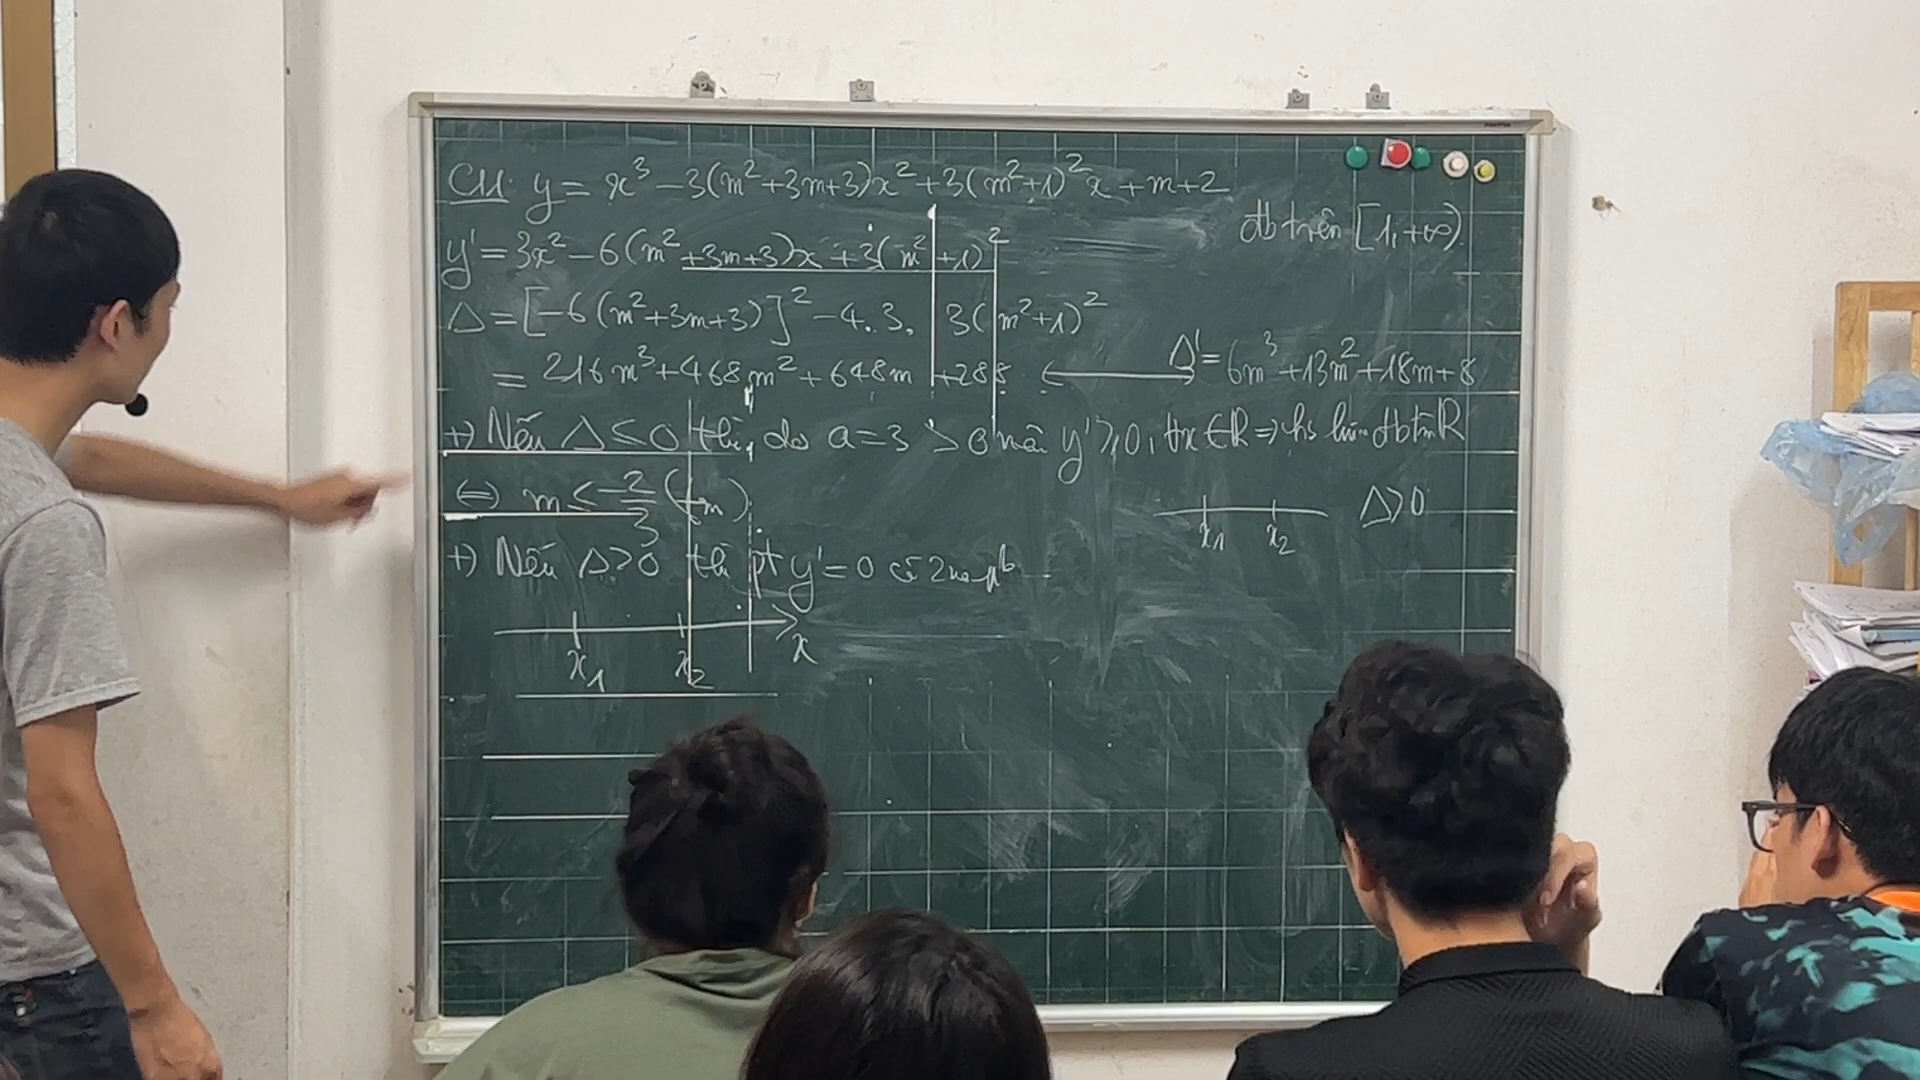 C11. y = x³ - 3(m² + 3m + 3)x² + 3(m² + 1)²x + m + 2
đb trên [1, +∞)
y' = 3x² - 6(m² + 3m + 3)x + 3(m² + 1)²
Δ = [-6(m² + 3m + 3)]² - 4.3. 3(m² + 1)²
= 216m³ + 468m² + 648m + 288 ⟷ Δ' = 6m³ + 13m² + 18m + 8
+) Nếu Δ ≤ 0 thì, do a = 3 > 0 nên y' ≥ 0, ∀x ∈ ℝ => hs luôn đb trên ℝ
<=> m ≤ -2/3 (tm)
x₁ x₂ Δ > 0
+) Nếu Δ > 0 thì pt y' = 0 có 2 no pb
x₁ x₂ x